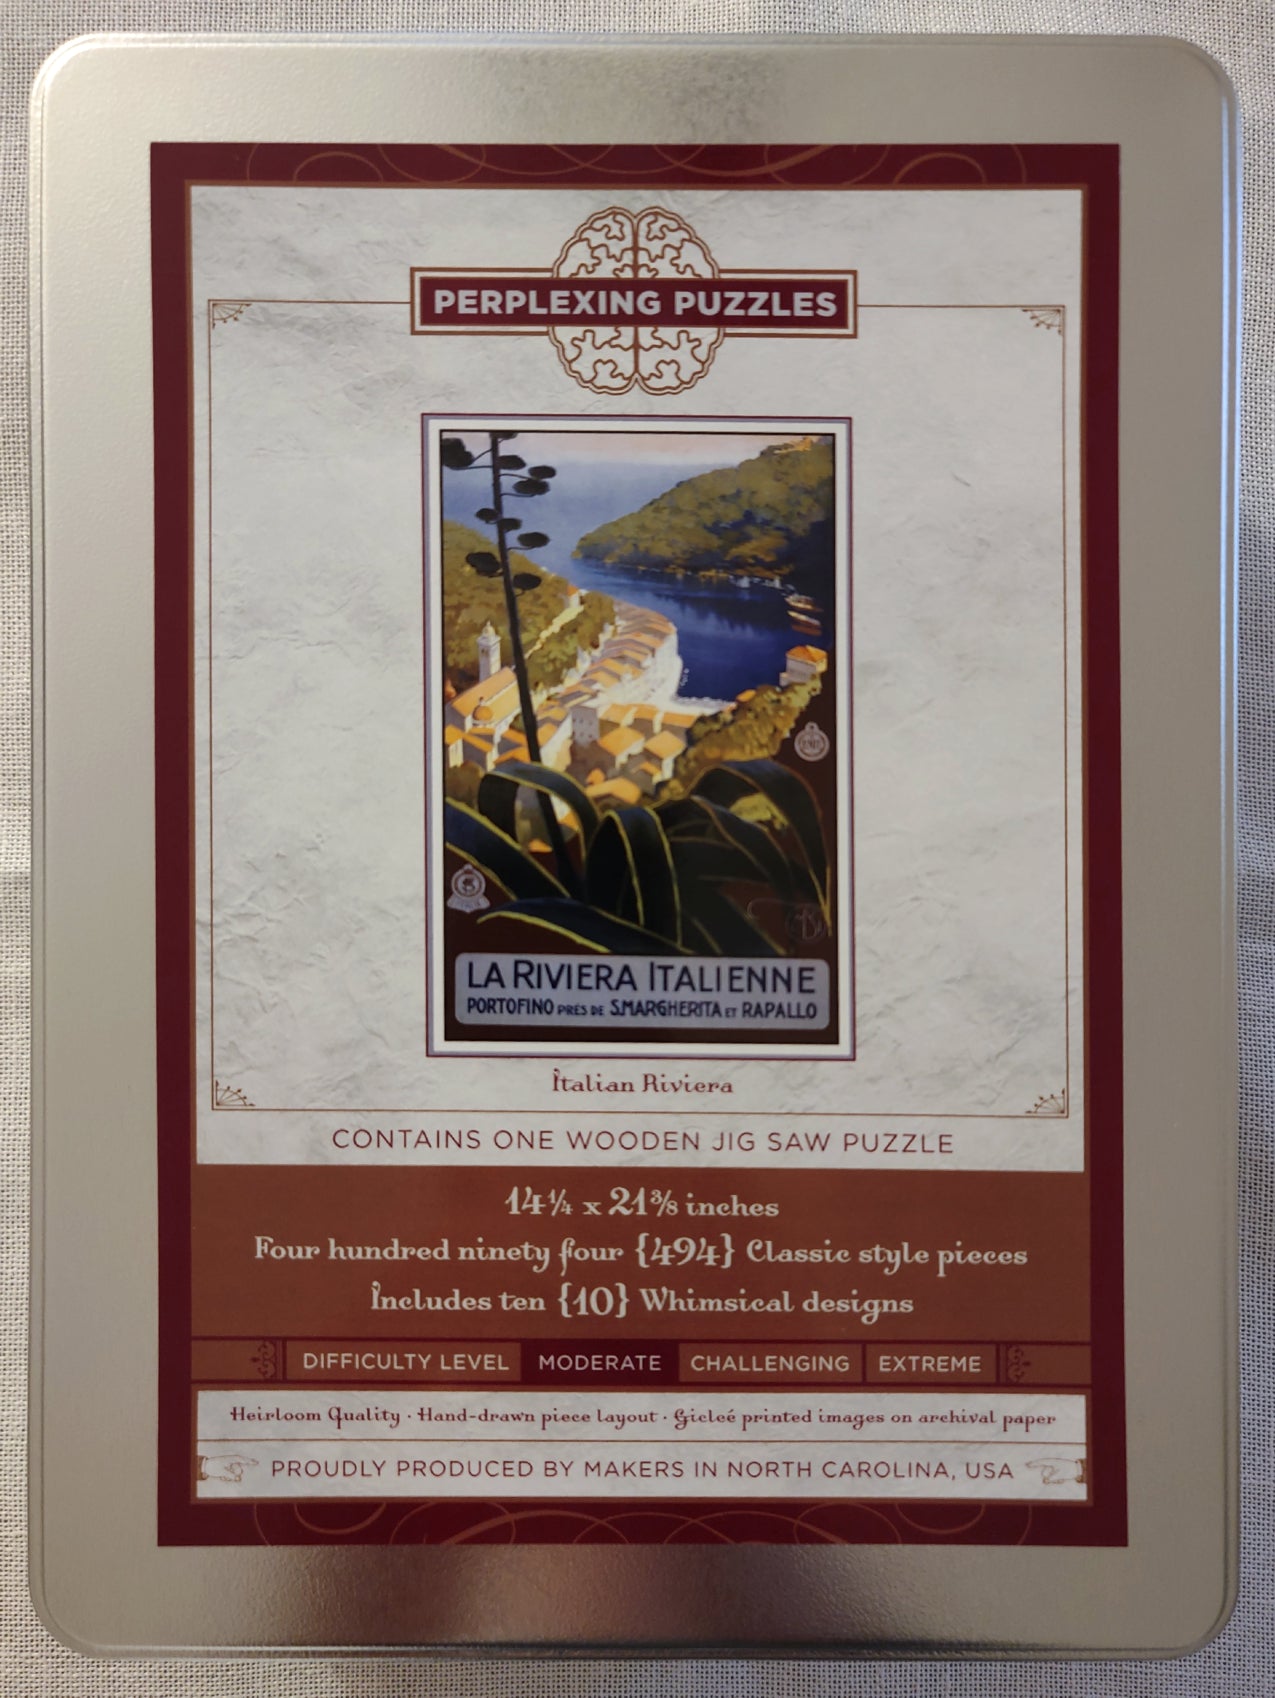 PERPLEXING PUZZLES
LA RIVIERA ITALIENNE
PORTOFINO PRÉS DE S.MARGHERITA ET RAPALLO
Italian Riviera
CONTAINS ONE WOODEN JIG SAW PUZZLE
14¼ x 21⅜ inches
Four hundred ninety four {494} Classic style pieces
Includes ten {10} Whimsical designs
DIFFICULTY LEVEL MODERATE CHALLENGING EXTREME
Heirloom Quality · Hand-drawn piece layout · Gicleé printed images on archival paper
PROUDLY PRODUCED BY MAKERS IN NORTH CAROLINA, USA